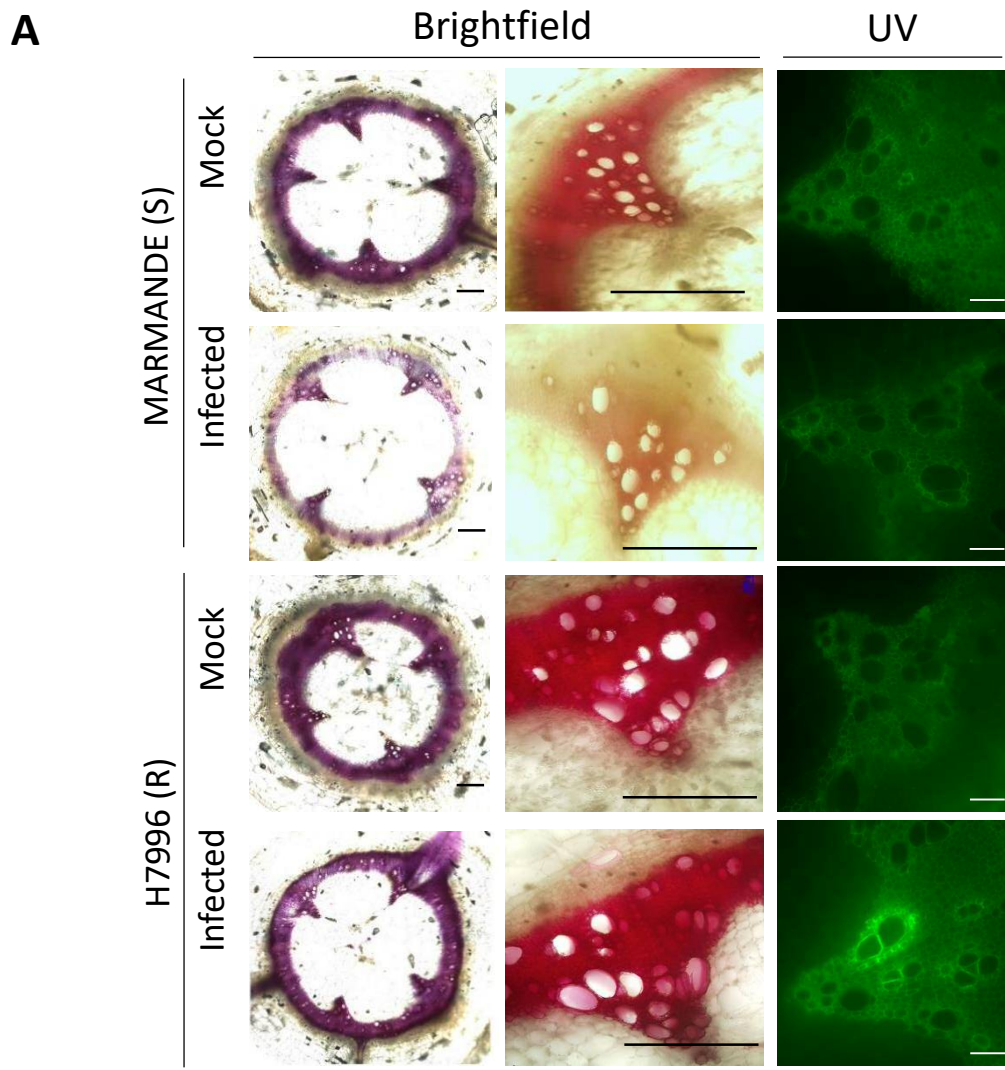 A
Brightfield
UV
MARMANDE (S)
Mock
Infected
H7996 (R)
Mock
Infected